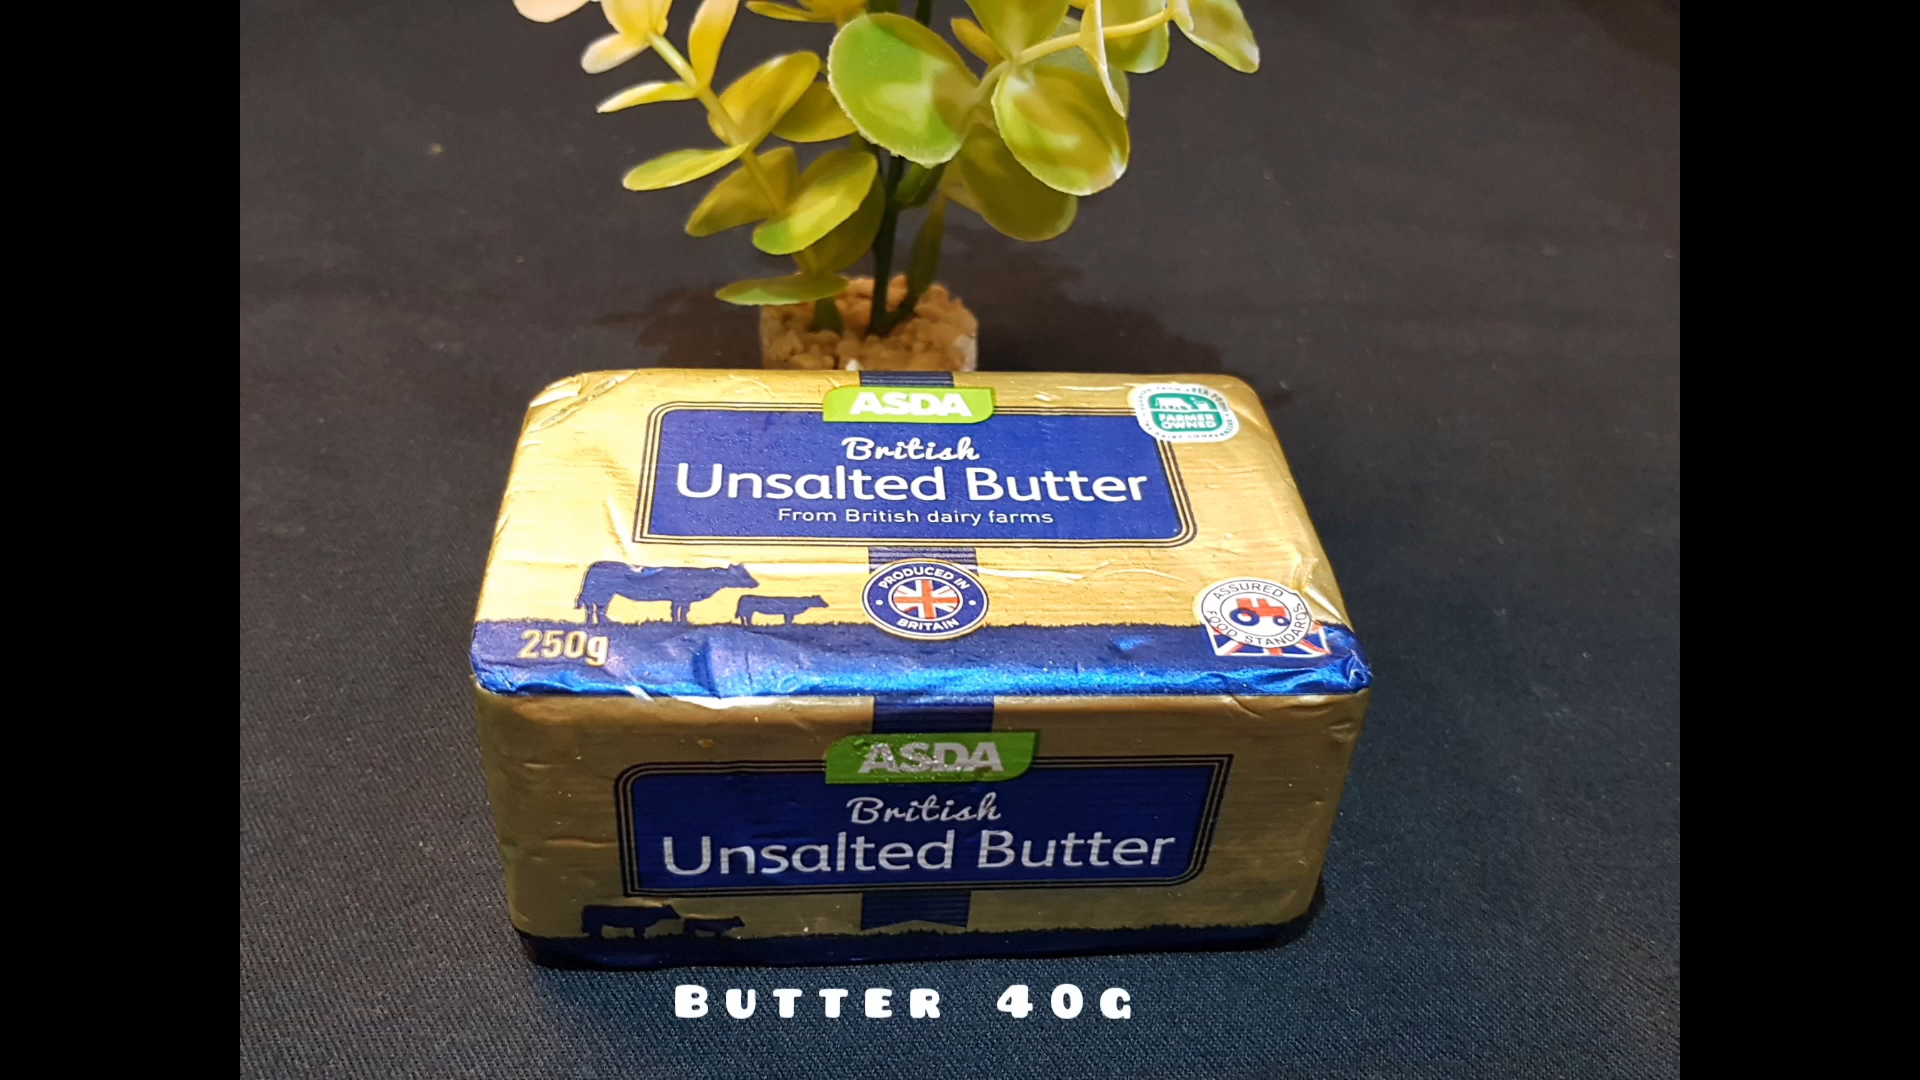 ASDA
FARMER
OWNED
British
Unsalted Butter
From British dairy farms
PRODUCED IN
BRITAIN
ASSURED
FOOD STANDARDS
250g
ASDA
British
Unsalted Butter
BUTTER 40G